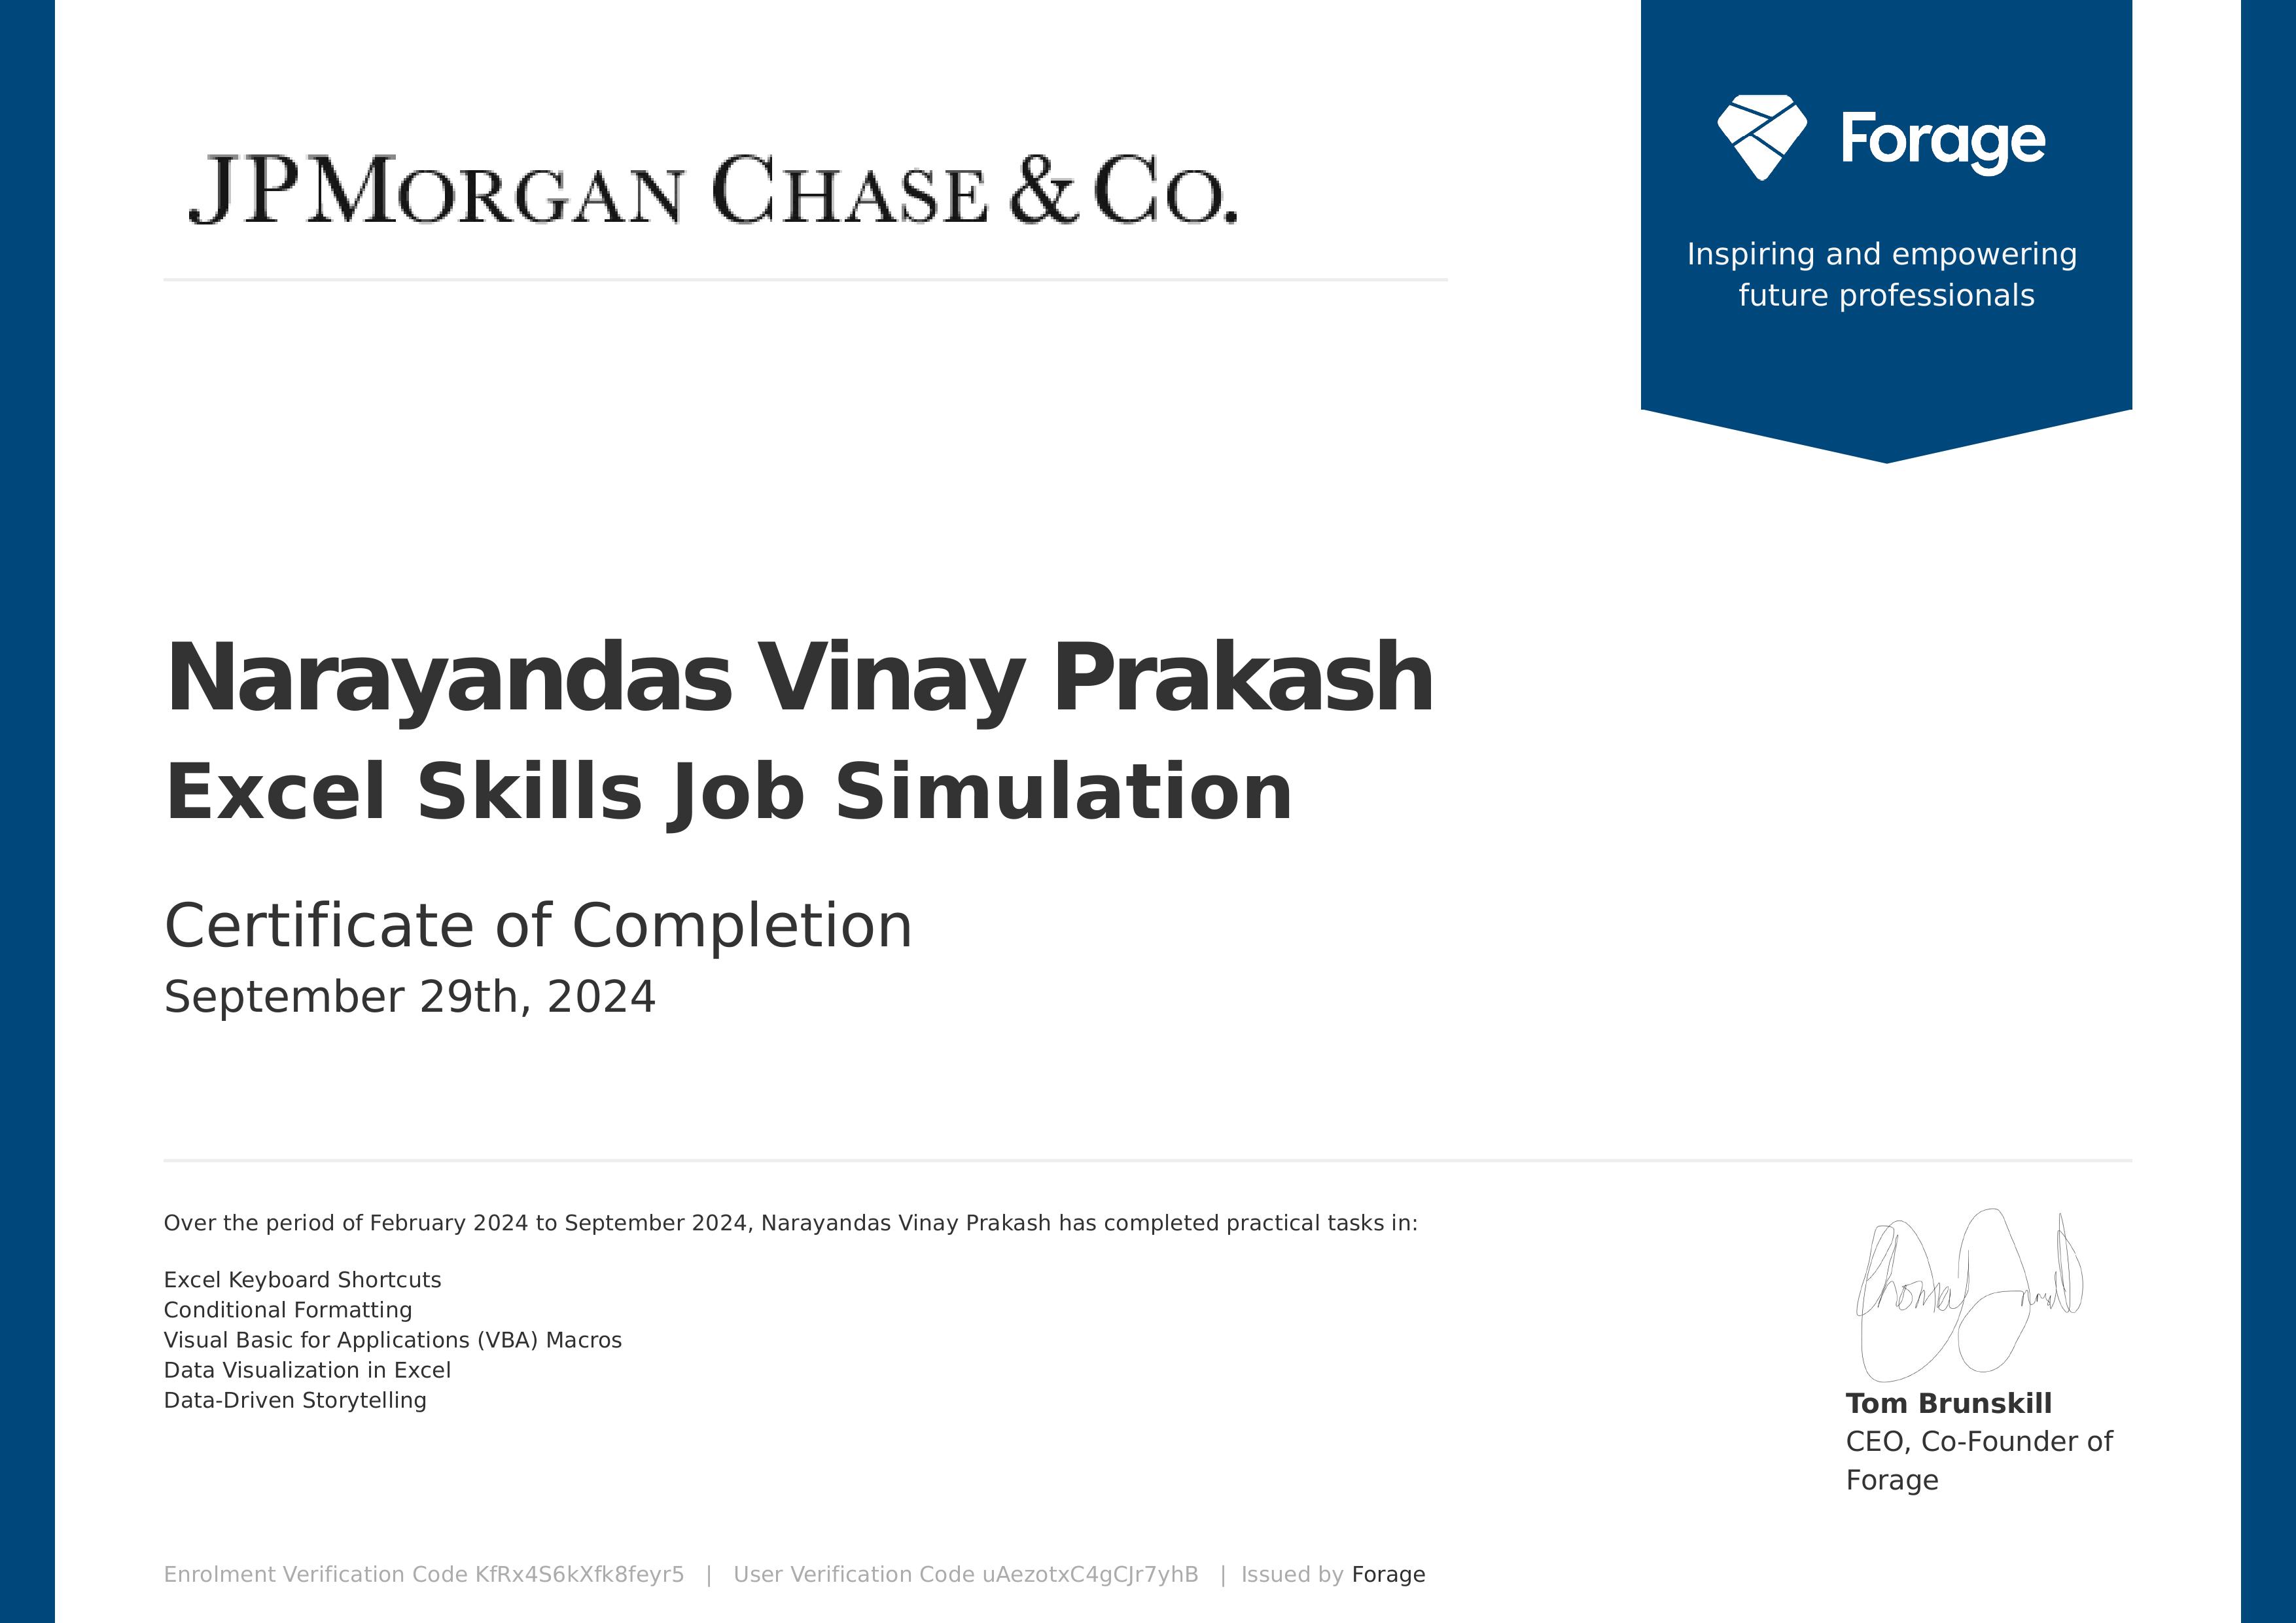 JPMORGAN CHASE & CO.
Forage
Inspiring and empowering
future professionals
Narayandas Vinay Prakash
Excel Skills Job Simulation
Certificate of Completion
September 29th, 2024
Over the period of February 2024 to September 2024, Narayandas Vinay Prakash has completed practical tasks in:
Excel Keyboard Shortcuts
Conditional Formatting
Visual Basic for Applications (VBA) Macros
Data Visualization in Excel
Data-Driven Storytelling
Tom Brunskill
CEO, Co-Founder of
Forage
Enrolment Verification Code KfRx4S6kXfk8feyr5 | User Verification Code uAezotxC4gCJr7yhB | Issued by Forage